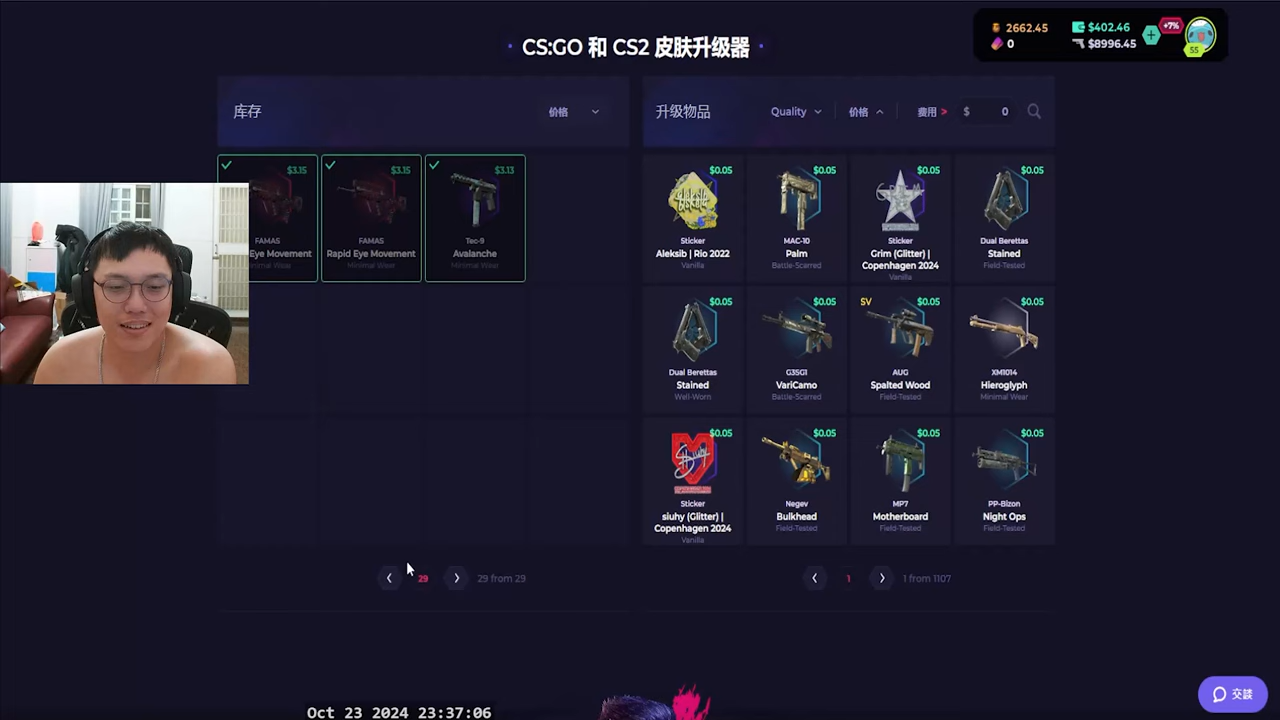 CS:GO 和 CS2 皮肤升级器
2662.45
0
$402.46
$8996.45
+7%
55
库存
价格
升级物品
Quality
价格
费用 >
$ 0
$3.15
FAMAS
Eye Movement
Minimal Wear
$3.15
FAMAS
Rapid Eye Movement
Minimal Wear
$3.13
Tec-9
Avalanche
Minimal Wear
$0.05
Sticker
Aleksib | Rio 2022
Vanilla
$0.05
MAC-10
Palm
Battle-Scarred
$0.05
Sticker
Grim (Glitter) |
Copenhagen 2024
Vanilla
$0.05
Dual Berettas
Stained
Field-Tested
$0.05
Dual Berettas
Stained
Well-Worn
$0.05
G3SG1
VariCamo
Battle-Scarred
SV
$0.05
AUG
Spalted Wood
Field-Tested
$0.05
XM1014
Hieroglyph
Minimal Wear
$0.05
Sticker
siuhy (Glitter) |
Copenhagen 2024
Vanilla
$0.05
Negev
Bulkhead
Field-Tested
$0.05
MP7
Motherboard
Field-Tested
$0.05
PP-Bizon
Night Ops
Field-Tested
29
29 from 29
1
1 from 1107
交談
Oct 23 2024 23:37:06